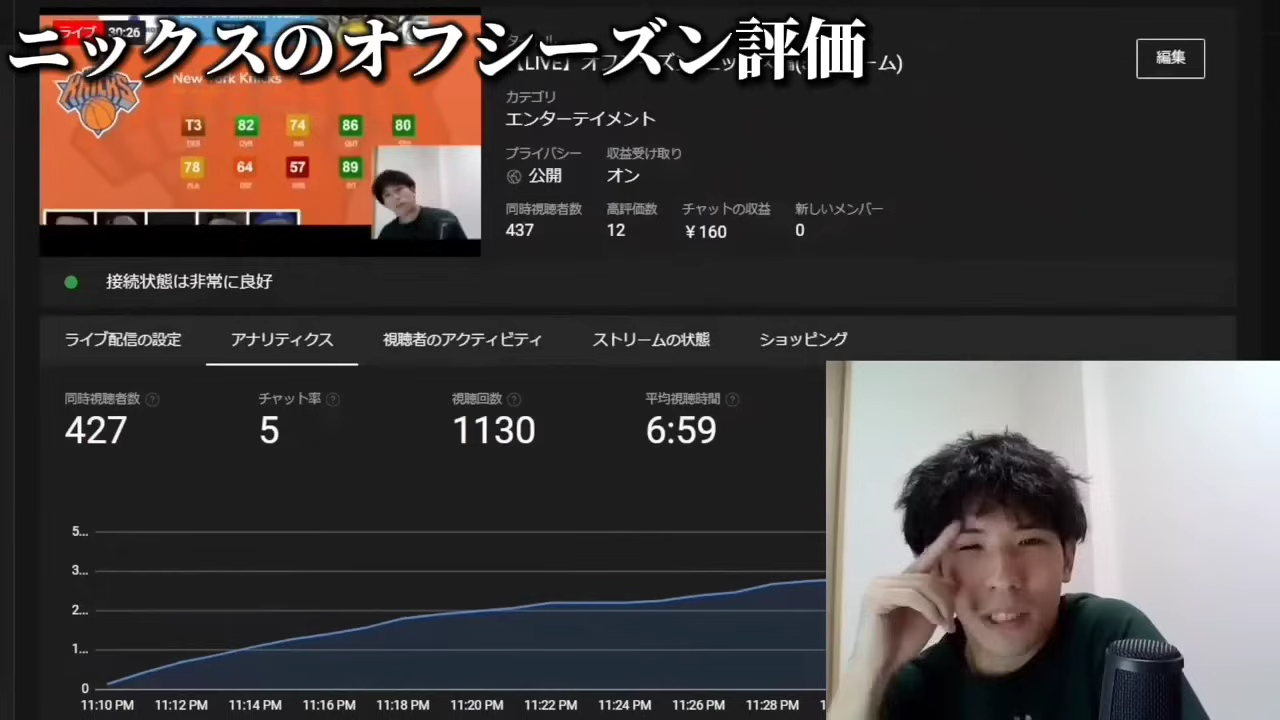 ニックスのオフシーズン評価
ライブ 30:26
New York Knicks
T3 82 74 86 80
78 64 57 89
編集
カテゴリ
エンターテイメント
プライバシー 収益受け取り
公開 オン
同時視聴者数 高評価数 チャットの収益 新しいメンバー
437 12 ¥160 0
接続状態は非常に良好
ライブ配信の設定 アナリティクス 視聴者のアクティビティ ストリームの状態 ショッピング
同時視聴者数 チャット率 視聴回数 平均視聴時間
427 5 1130 6:59
5...
3...
2...
1...
0
11:10 PM 11:12 PM 11:14 PM 11:16 PM 11:18 PM 11:20 PM 11:22 PM 11:24 PM 11:26 PM 11:28 PM